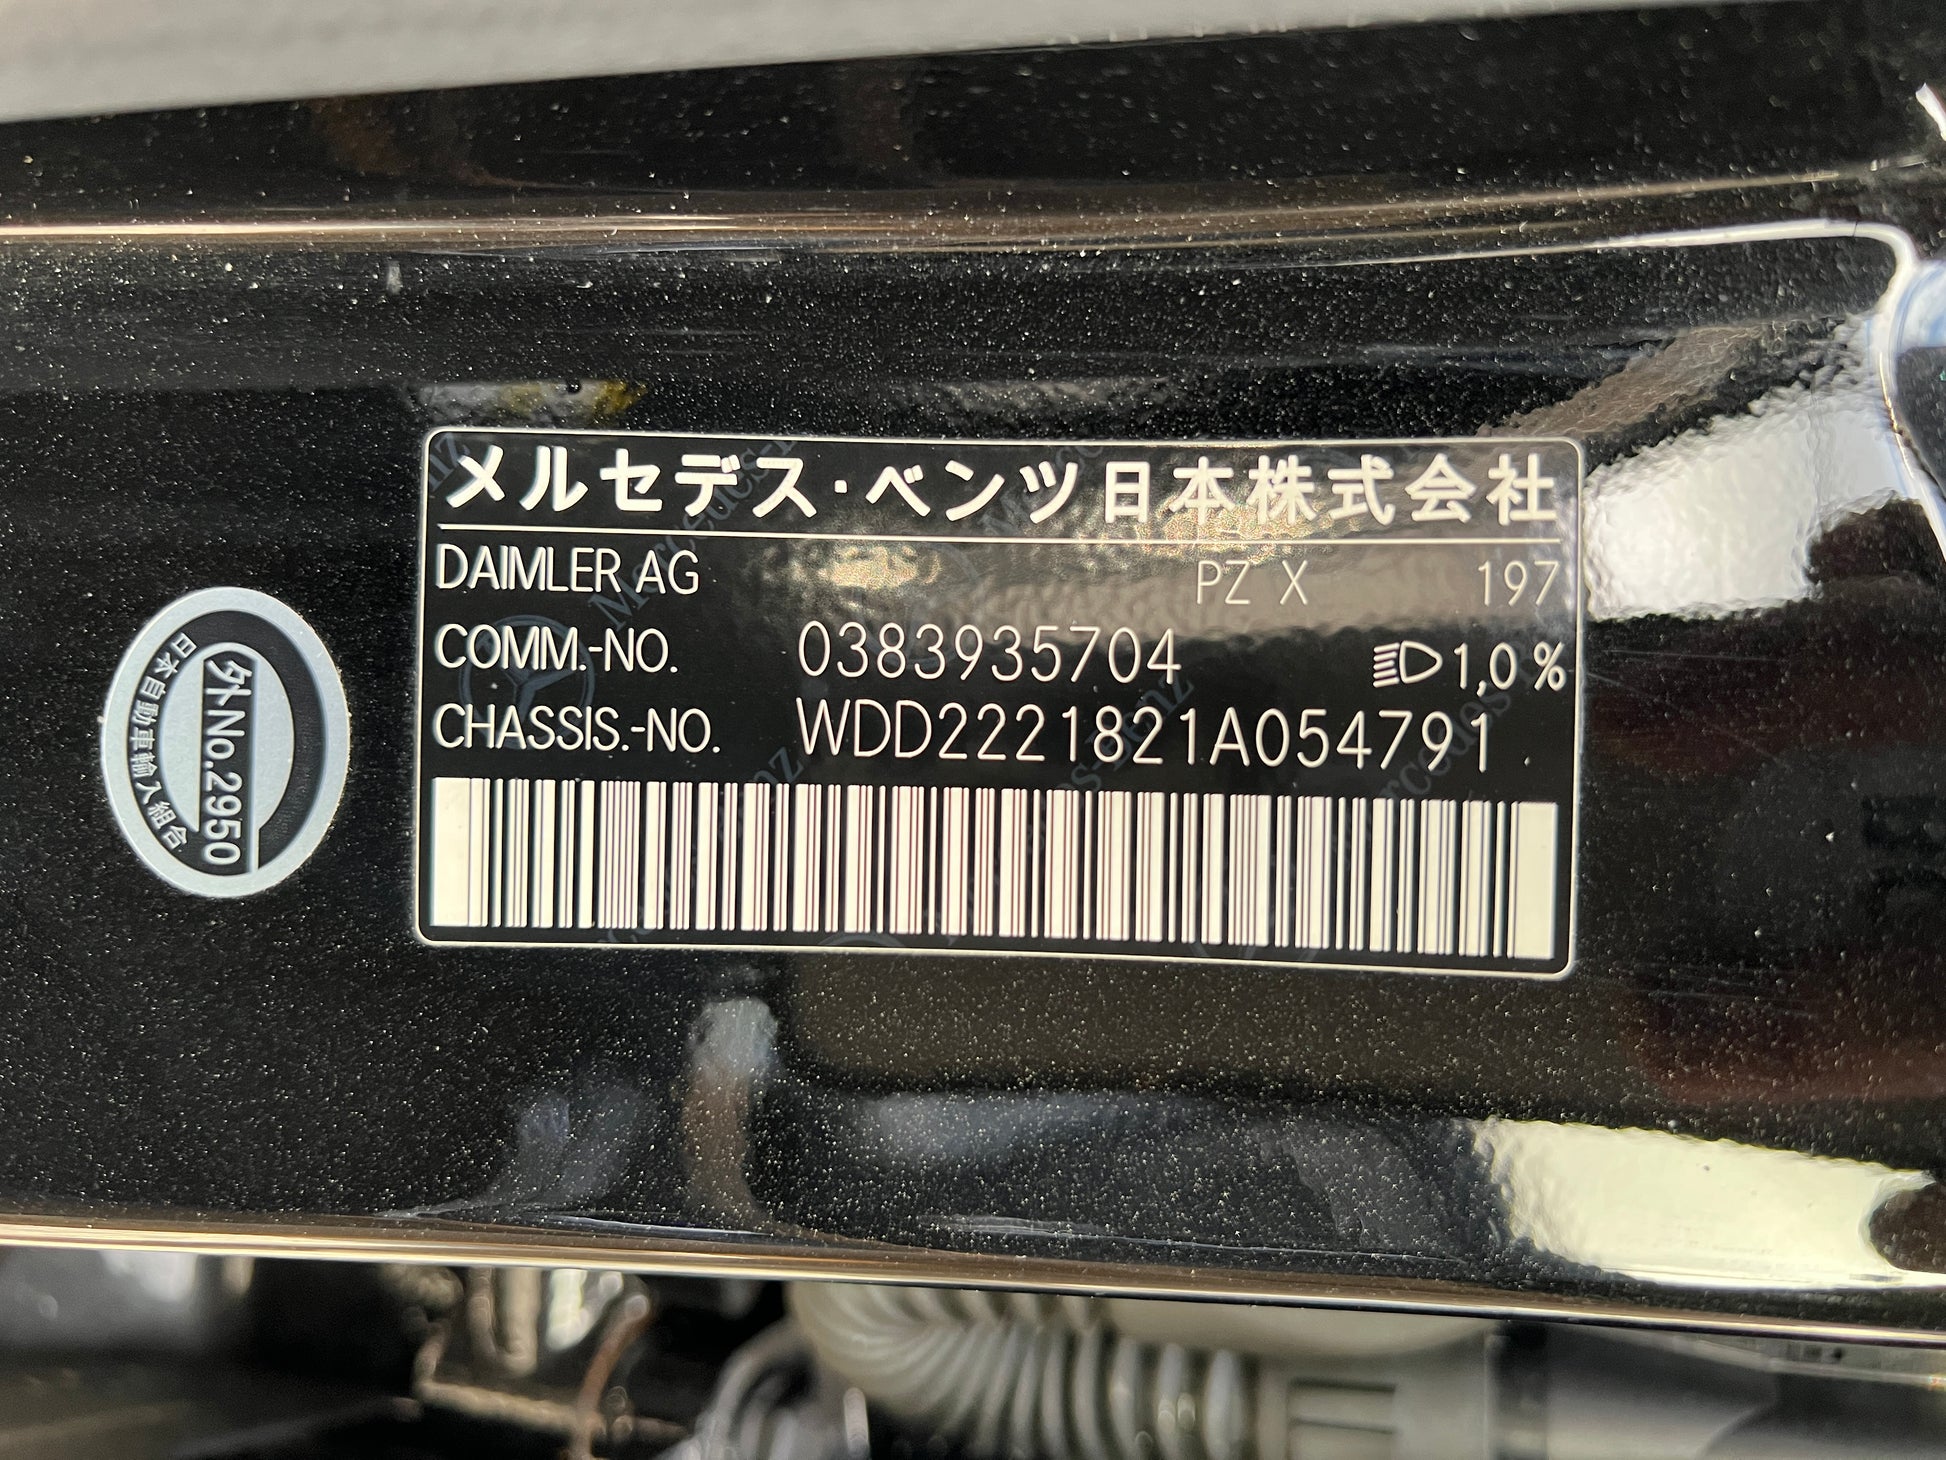 メルセデス・ベンツ日本株式会社
DAIMLER AG PZ X 197
COMM.-NO. 0383935704 1,0 %
CHASSIS.-NO. WDD2221821A054791
日本自動車輸入組合
外No.2950